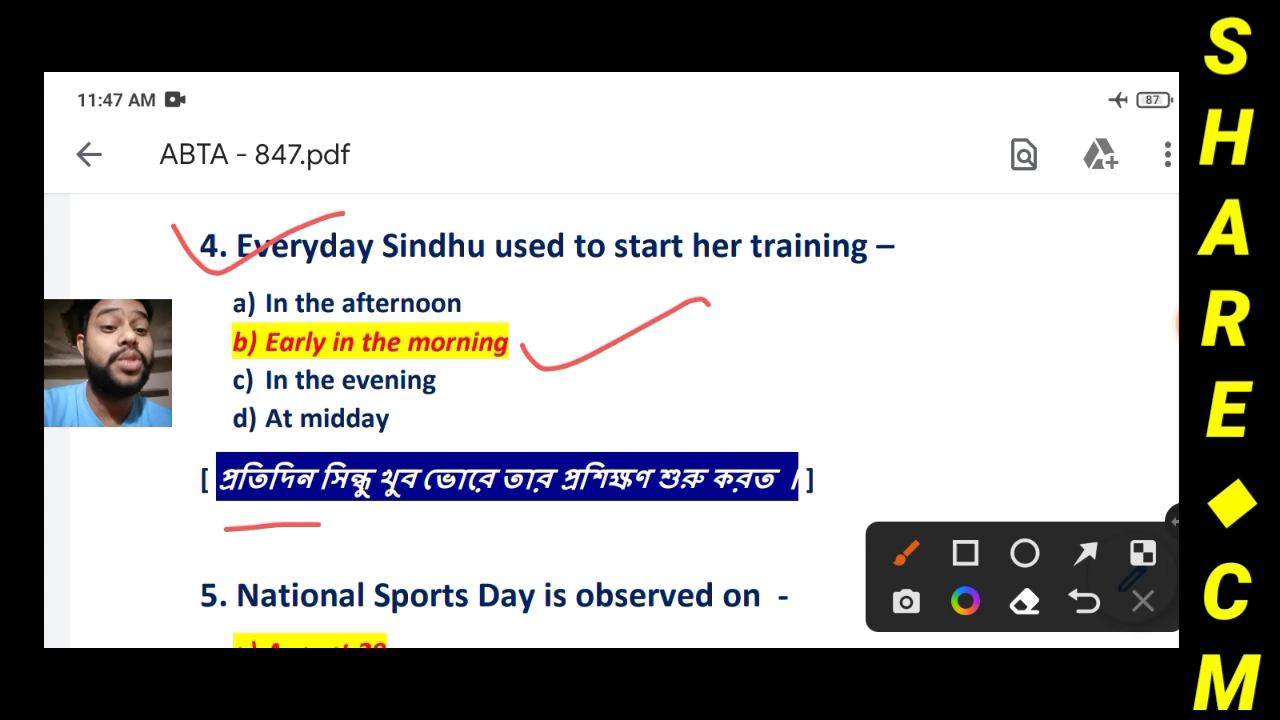 11:47 AM
87
ABTA - 847.pdf
4. Everyday Sindhu used to start her training –
a) In the afternoon
b) Early in the morning
c) In the evening
d) At midday
[ প্রতিদিন সিন্ধু খুব ভোরে তার প্রশিক্ষণ শুরু করত । ]
5. National Sports Day is observed on -
SHARE◆CM